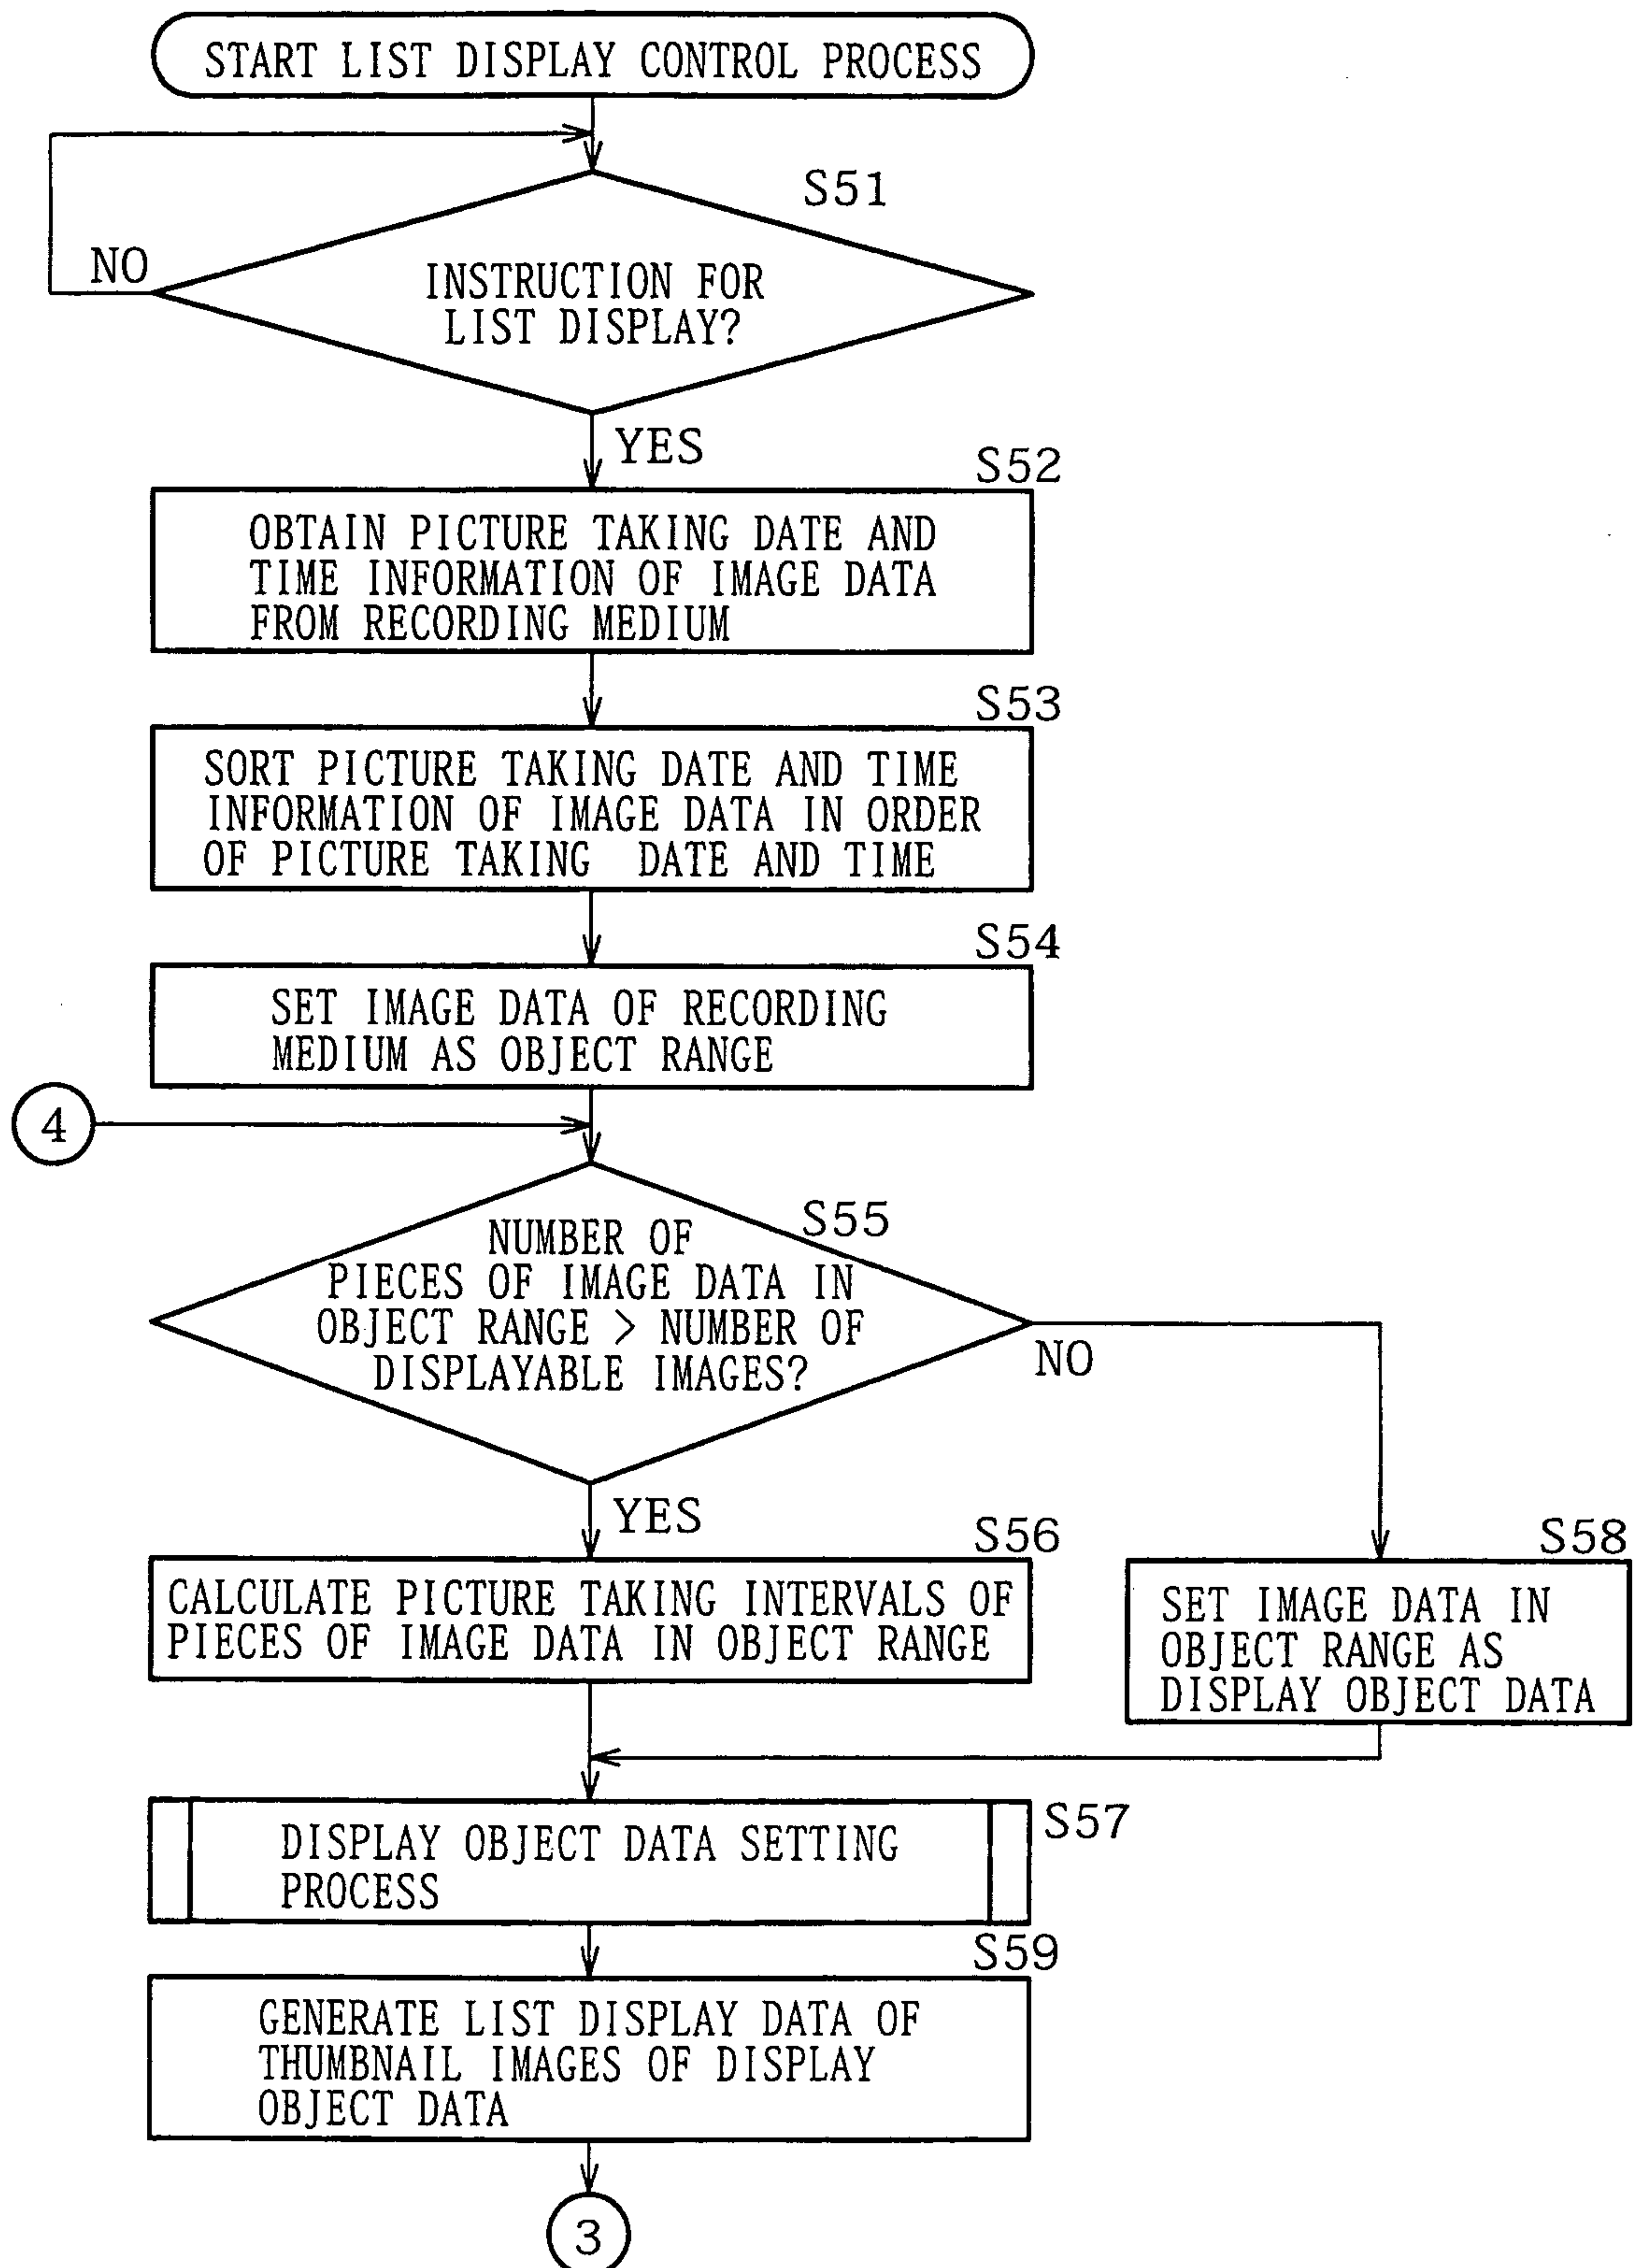 START LIST DISPLAY CONTROL PROCESS
S51
NO
INSTRUCTION FOR
LIST DISPLAY?
YES
S52
OBTAIN PICTURE TAKING DATE AND
TIME INFORMATION OF IMAGE DATA
FROM RECORDING MEDIUM
S53
SORT PICTURE TAKING DATE AND TIME
INFORMATION OF IMAGE DATA IN ORDER
OF PICTURE TAKING DATE AND TIME
S54
SET IMAGE DATA OF RECORDING
MEDIUM AS OBJECT RANGE
4
S55
NUMBER OF
PIECES OF IMAGE DATA IN
OBJECT RANGE > NUMBER OF
DISPLAYABLE IMAGES?
NO
YES
S56
CALCULATE PICTURE TAKING INTERVALS OF
PIECES OF IMAGE DATA IN OBJECT RANGE
S58
SET IMAGE DATA IN
OBJECT RANGE AS
DISPLAY OBJECT DATA
S57
DISPLAY OBJECT DATA SETTING
PROCESS
S59
GENERATE LIST DISPLAY DATA OF
THUMBNAIL IMAGES OF DISPLAY
OBJECT DATA
3